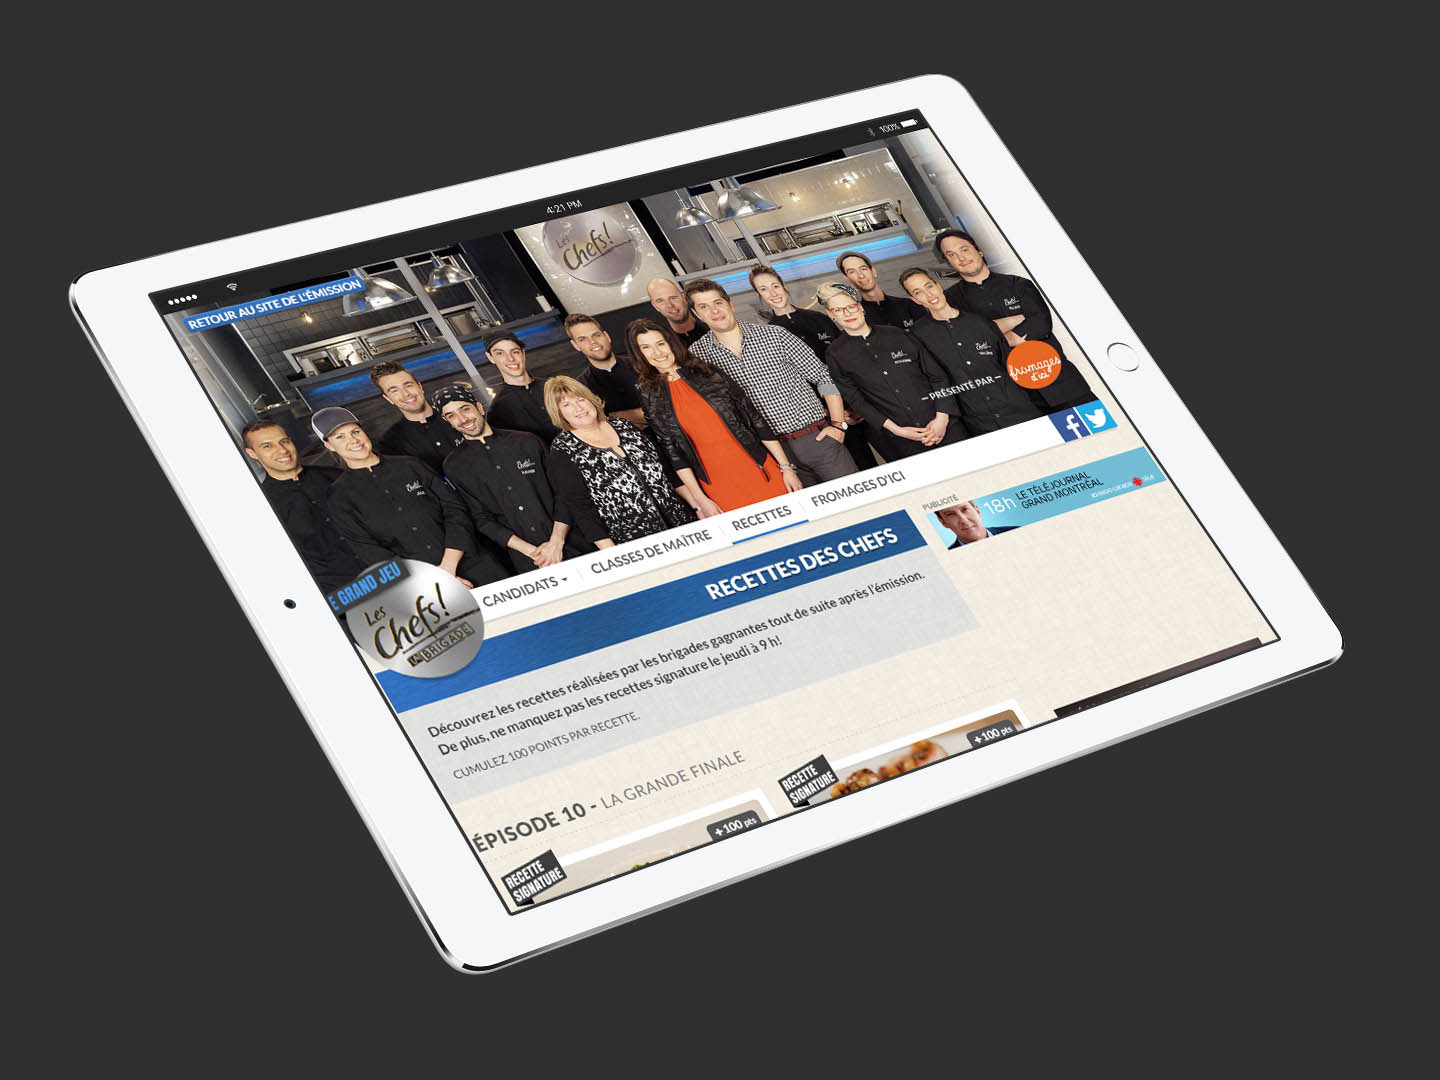 4:21 PM
100%
RETOUR AU SITE DE L'ÉMISSION
Les
Chefs!
Chefs!
Chefs!
Chefs!
Chefs!
— PRÉSENTÉ PAR —
fromages
d'ici
CANDIDATS
CLASSES DE MAÎTRE
RECETTES
FROMAGES D'ICI
E GRAND JEU
Les
Chefs!
LA BRIGADE
PUBLICITÉ
18h
LE TÉLÉJOURNAL
GRAND MONTRÉAL
RECETTES DES CHEFS
Découvrez les recettes réalisées par les brigades gagnantes tout de suite après l'émission.
De plus, ne manquez pas les recettes signature le jeudi à 9 h!
CUMULEZ 100 POINTS PAR RECETTE.
ÉPISODE 10 - LA GRANDE FINALE
RECETTE
SIGNATURE
+100 pts
RECETTE
SIGNATURE
+100 pts